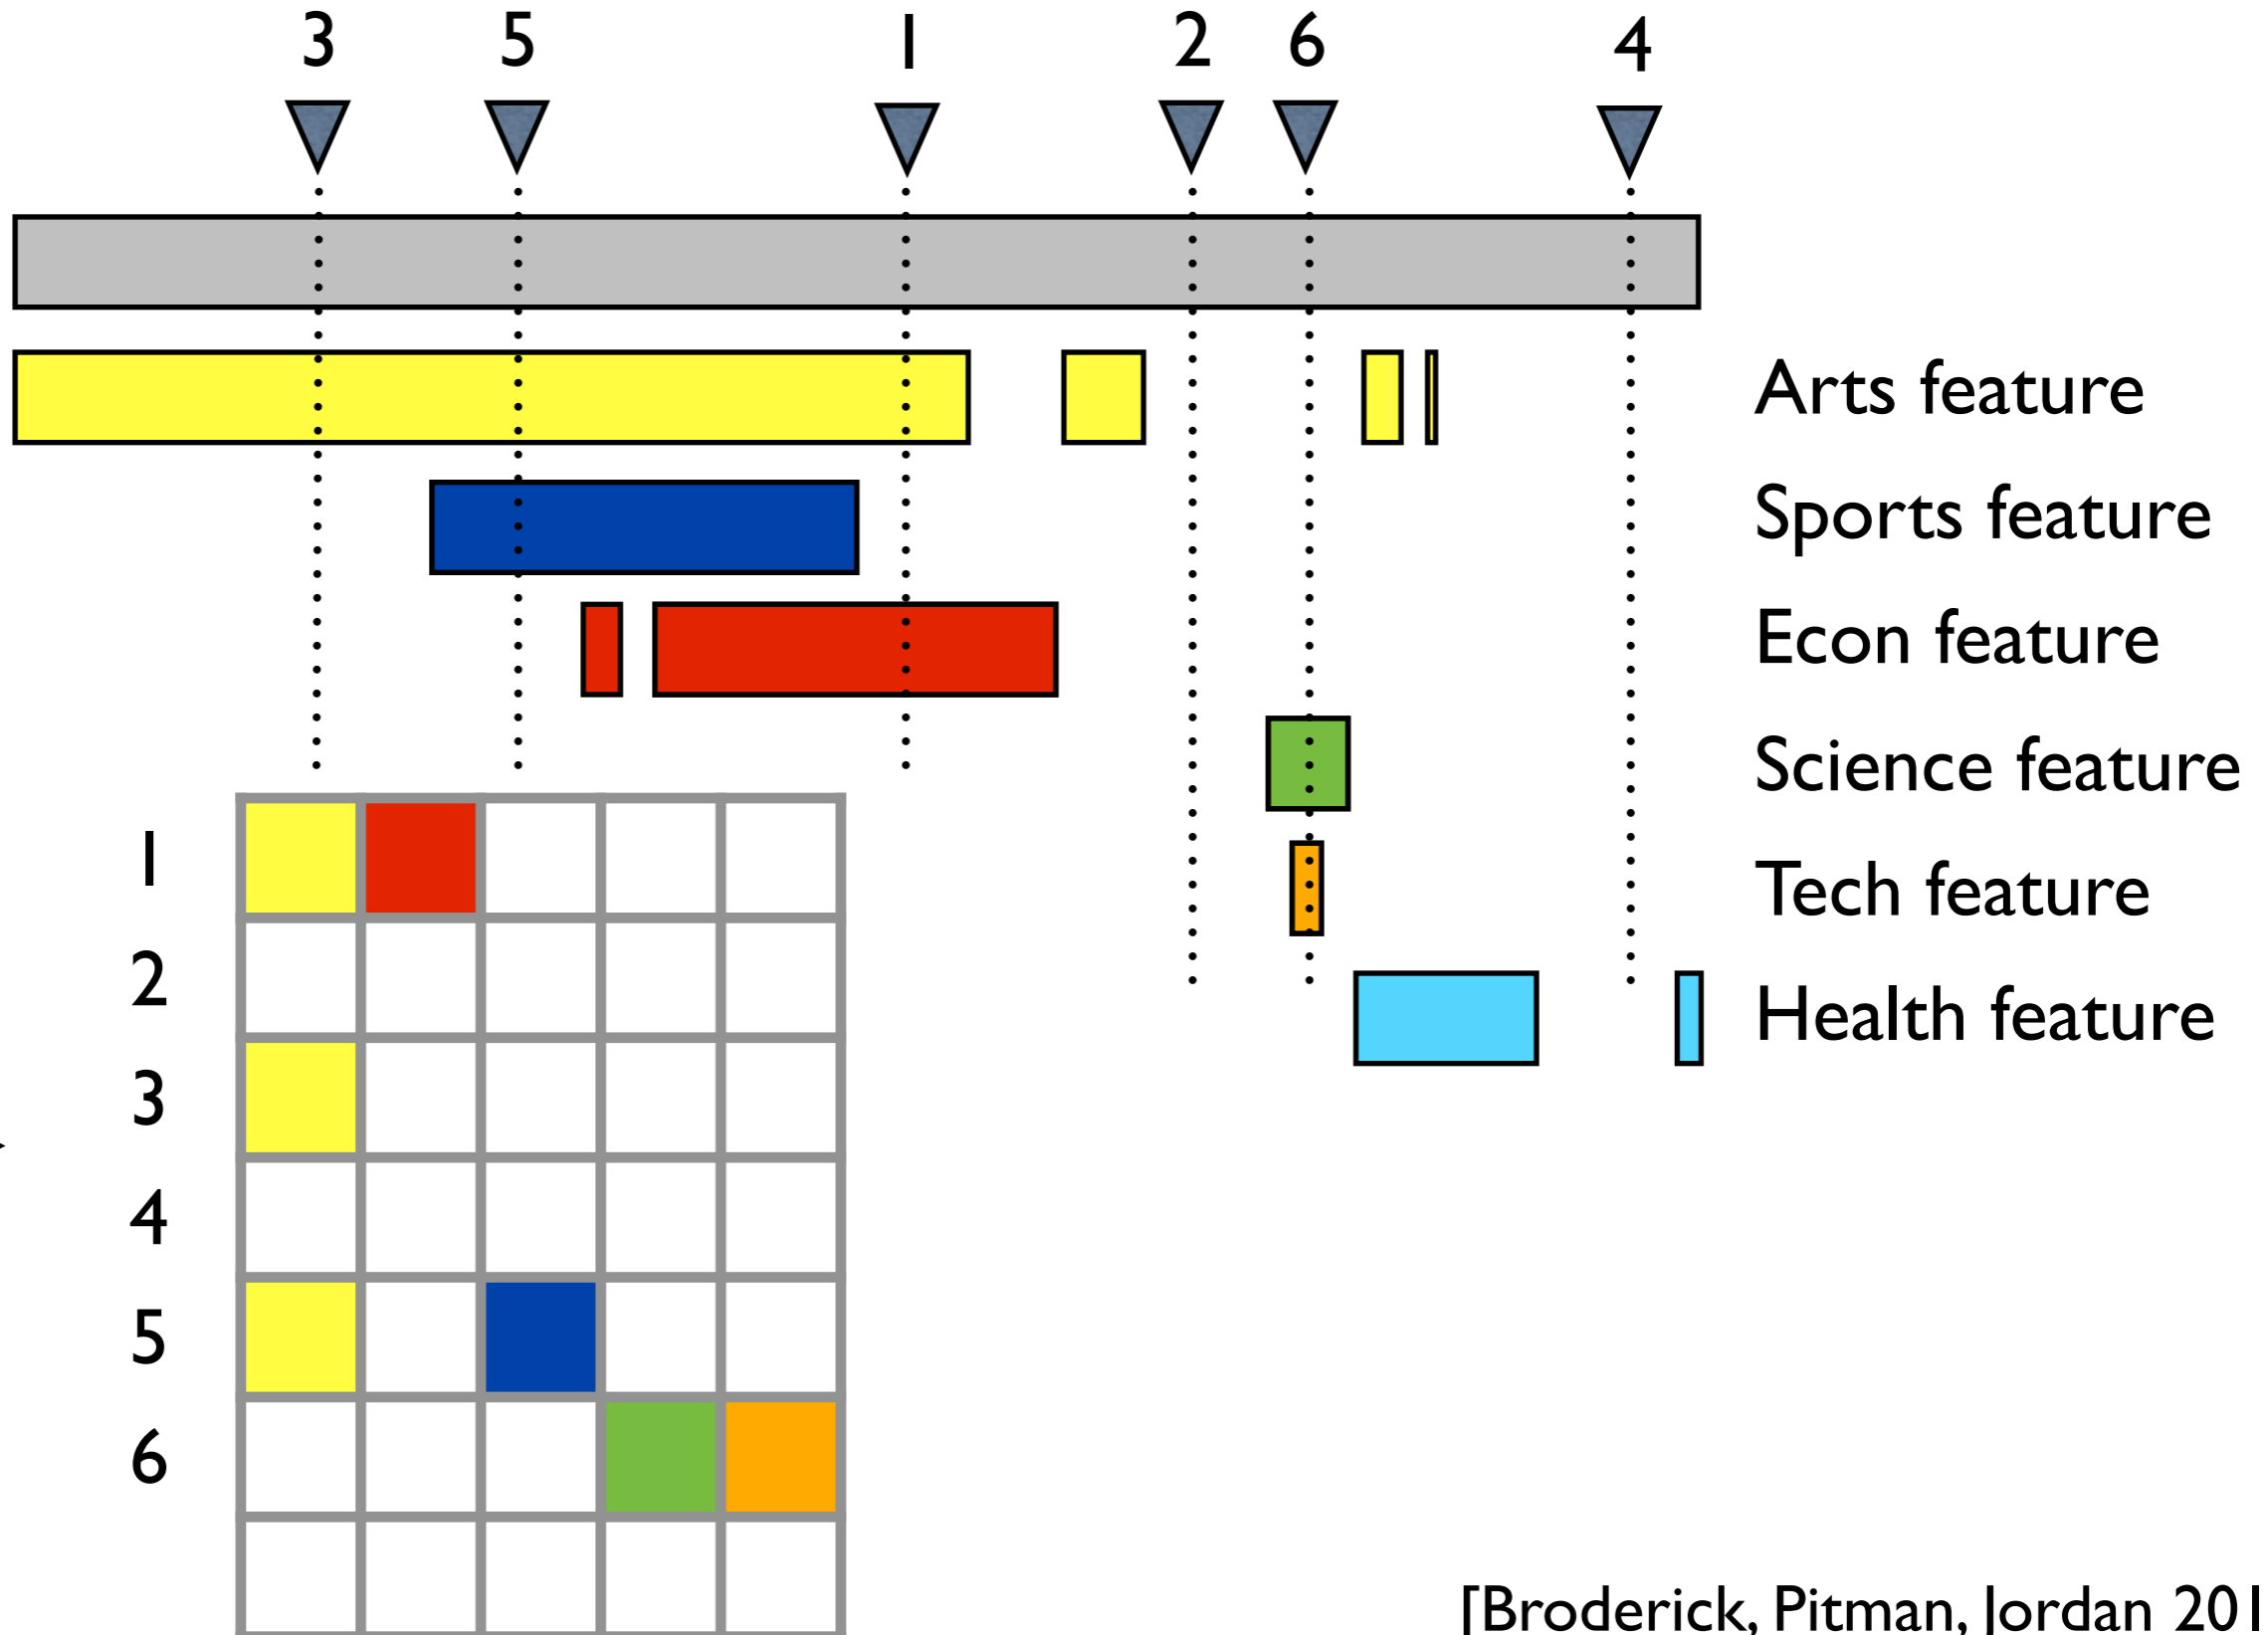 3 5 1 2 6 4
Arts feature
Sports feature
Econ feature
Science feature
Tech feature
Health feature
1
2
3
4
5
6
[Broderick, Pitman, Jordan 201